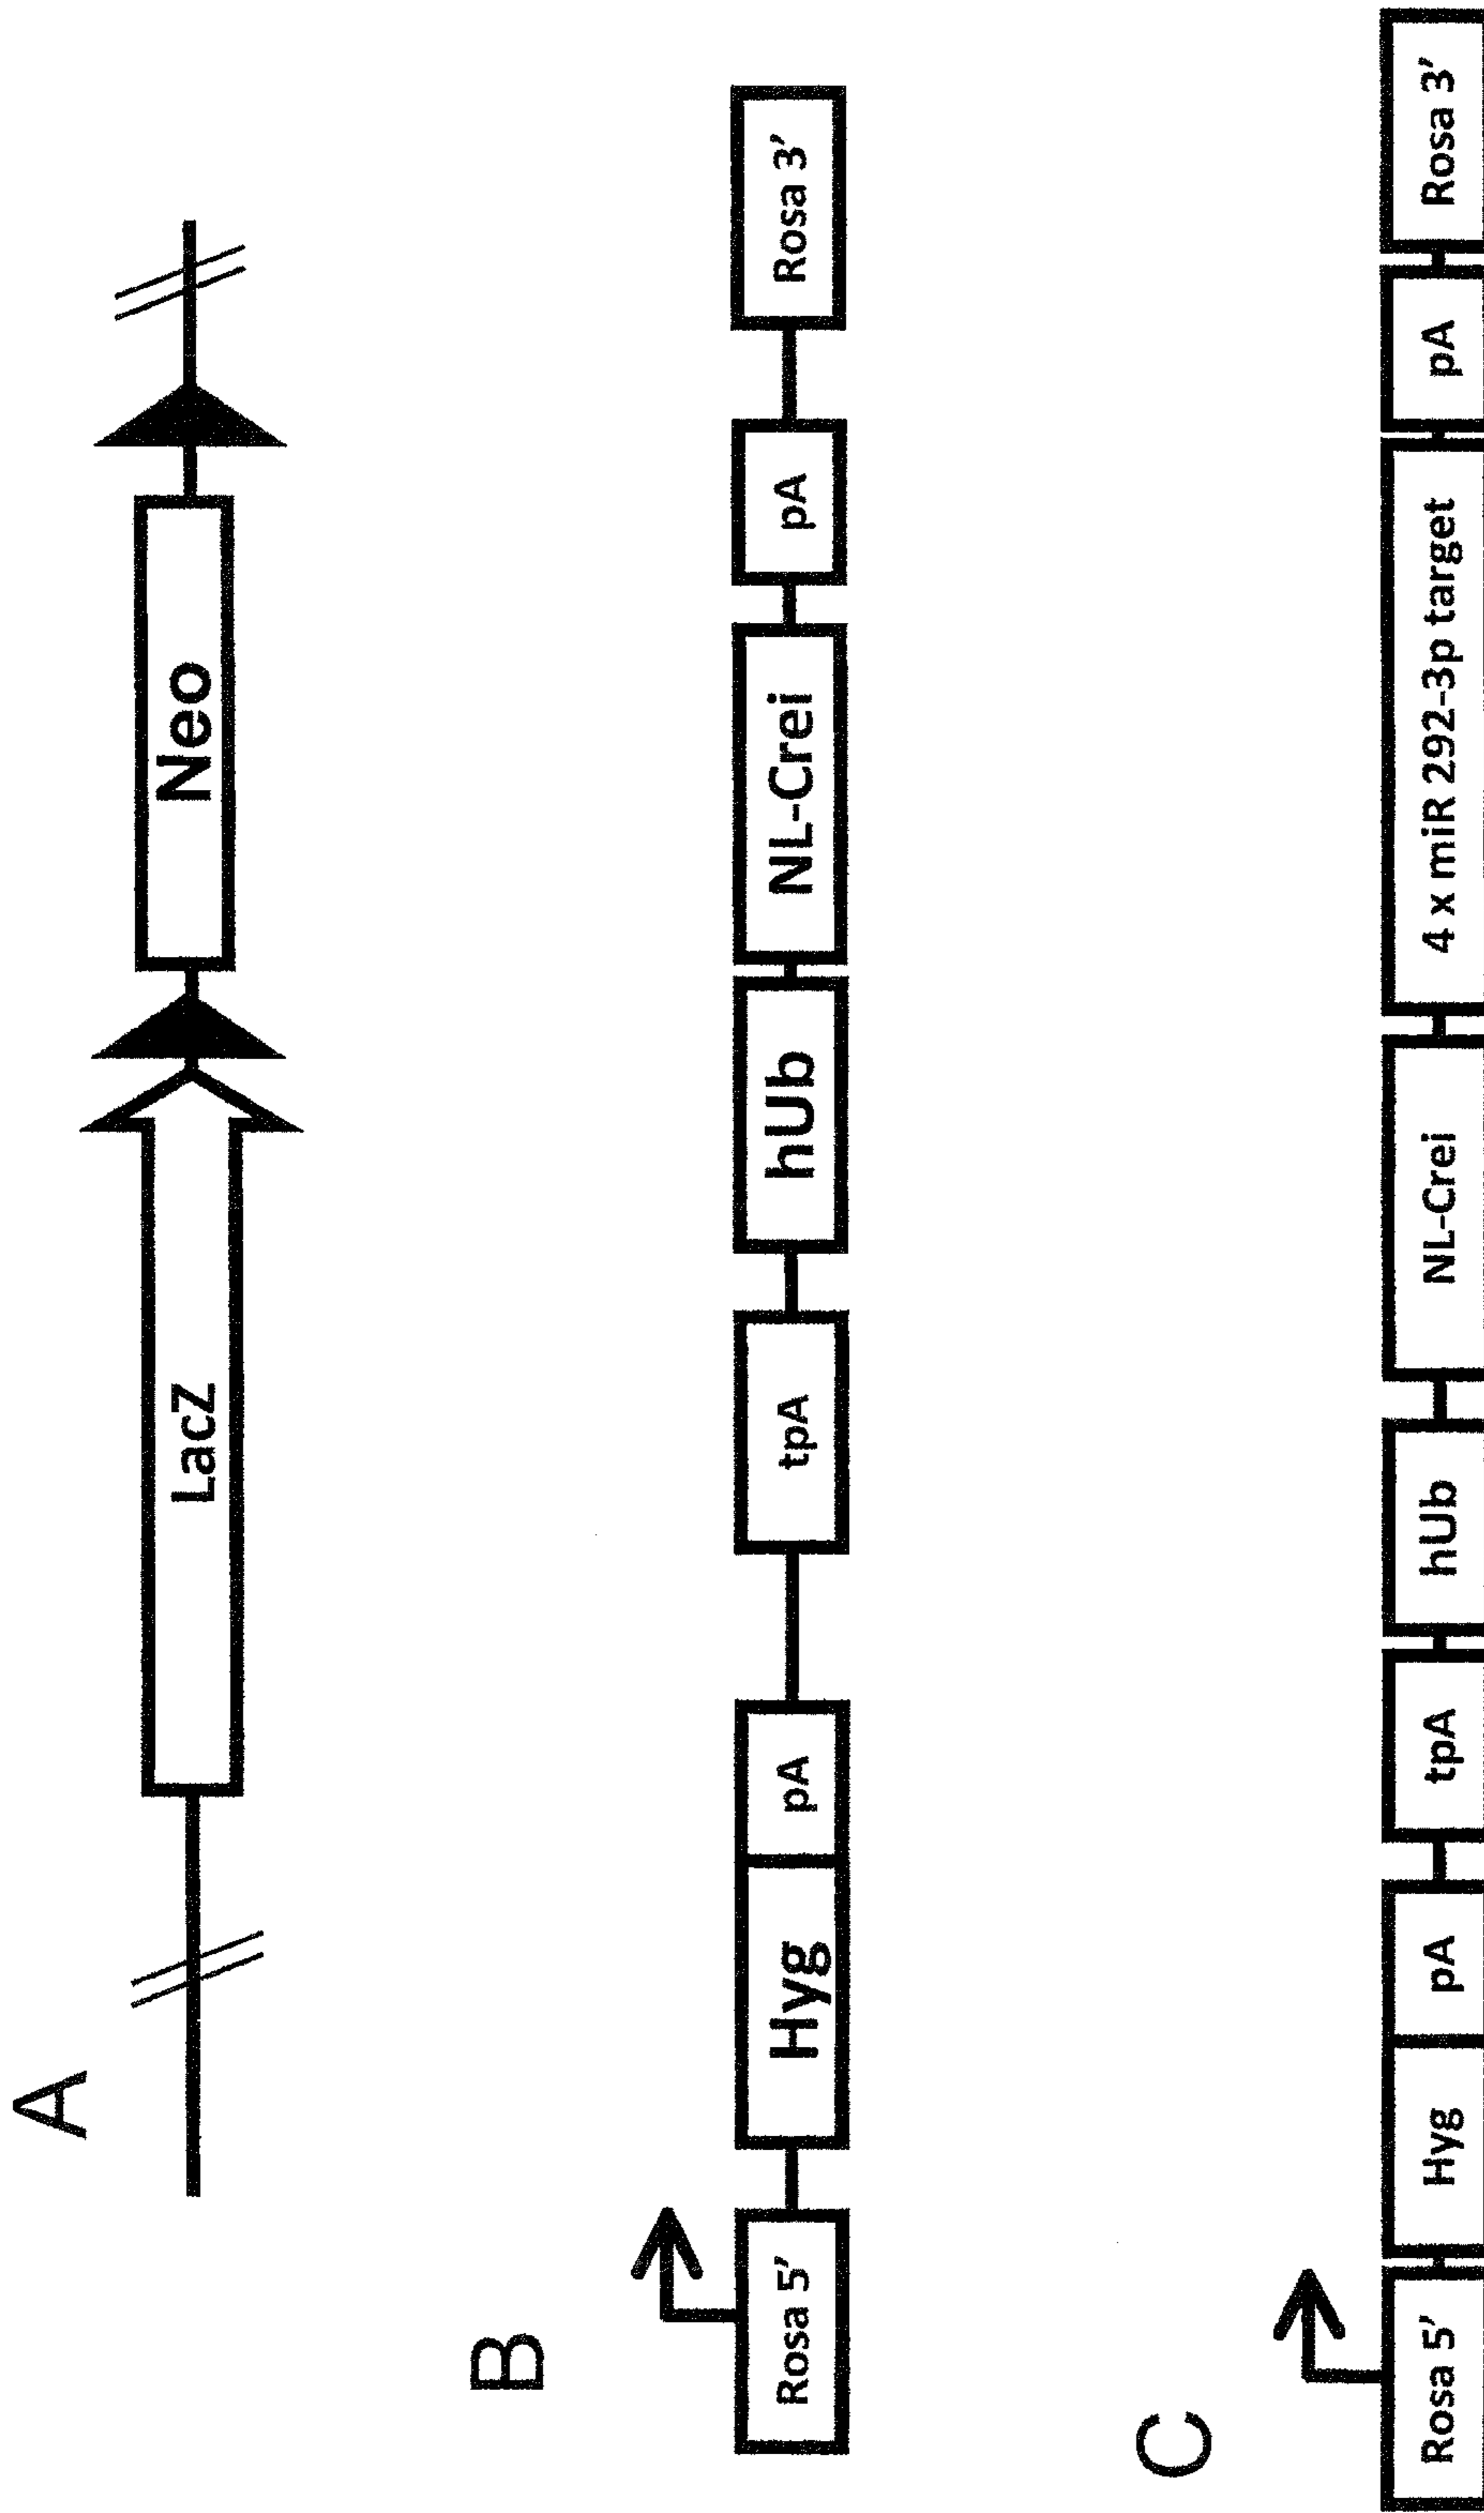 A
LacZ
Neo
B
Rosa 5’
Hyg
pA
tpA
hUb
NL-Crei
pA
Rosa 3’
C
Rosa 5’
Hyg
pA
tpA
hUb
NL-Crei
4 x miR 292-3p target
pA
Rosa 3’